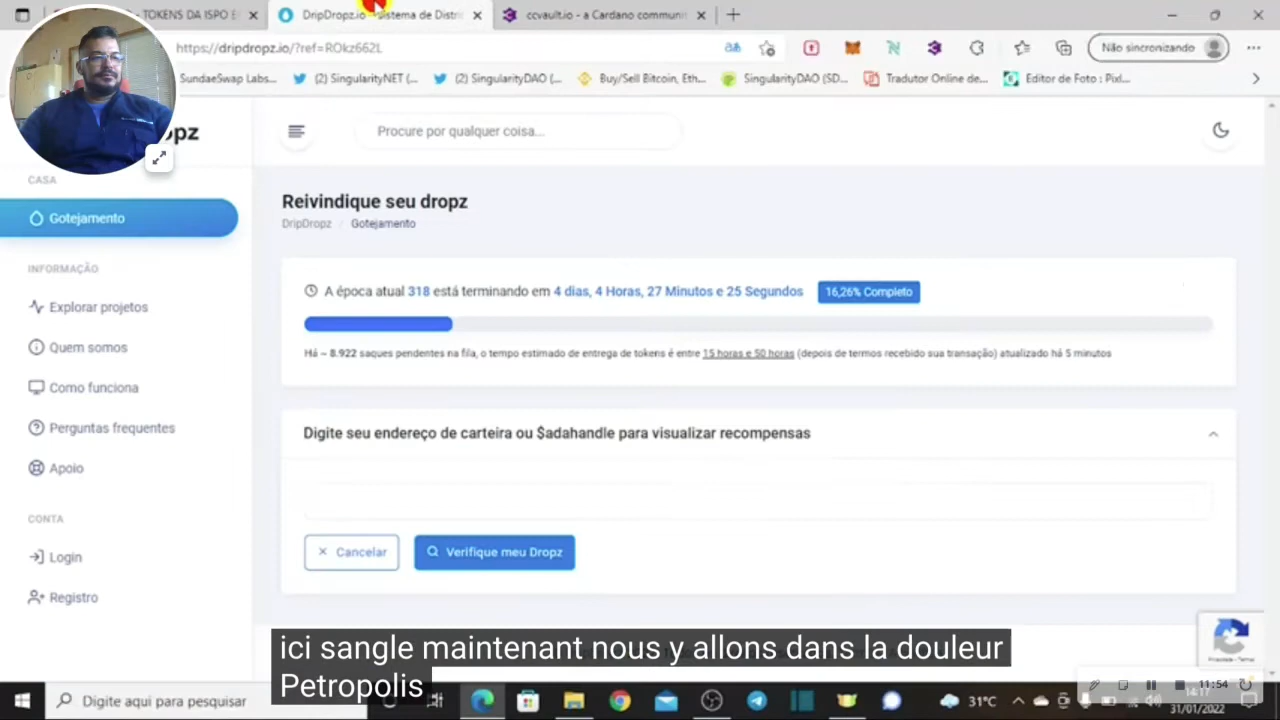 TOKENS DA ISPO E
DripDropz.io - Sistema de Distri
ccvault.io - a Cardano communit
https://dripdropz.io/?ref=ROkz662L
Não sincronizando
SundaeSwap Labs...
(2) SingularityNET (...
(2) SingularityDAO (...
Buy/Sell Bitcoin, Eth...
SingularityDAO (SD...
Tradutor Online de...
Editor de Foto : Pixl...
opz
Procure por qualquer coisa...
CASA
Gotejamento
INFORMAÇÃO
Explorar projetos
Quem somos
Como funciona
Perguntas frequentes
Apoio
CONTA
Login
Registro
Reivindique seu dropz
DripDropz / Gotejamento
A época atual 318 está terminando em 4 dias, 4 Horas, 27 Minutos e 25 Segundos
16,26% Completo
Há ~ 8.922 saques pendentes na fila, o tempo estimado de entrega de tokens é entre 15 horas e 50 horas (depois de termos recebido sua transação) atualizado há 5 minutos
Digite seu endereço de carteira ou $adahandle para visualizar recompensas
Cancelar
Verifique meu Dropz
ici sangle maintenant nous y allons dans la douleur
Petropolis
Digite aqui para pesquisar
31°C
11:54
31/01/2022